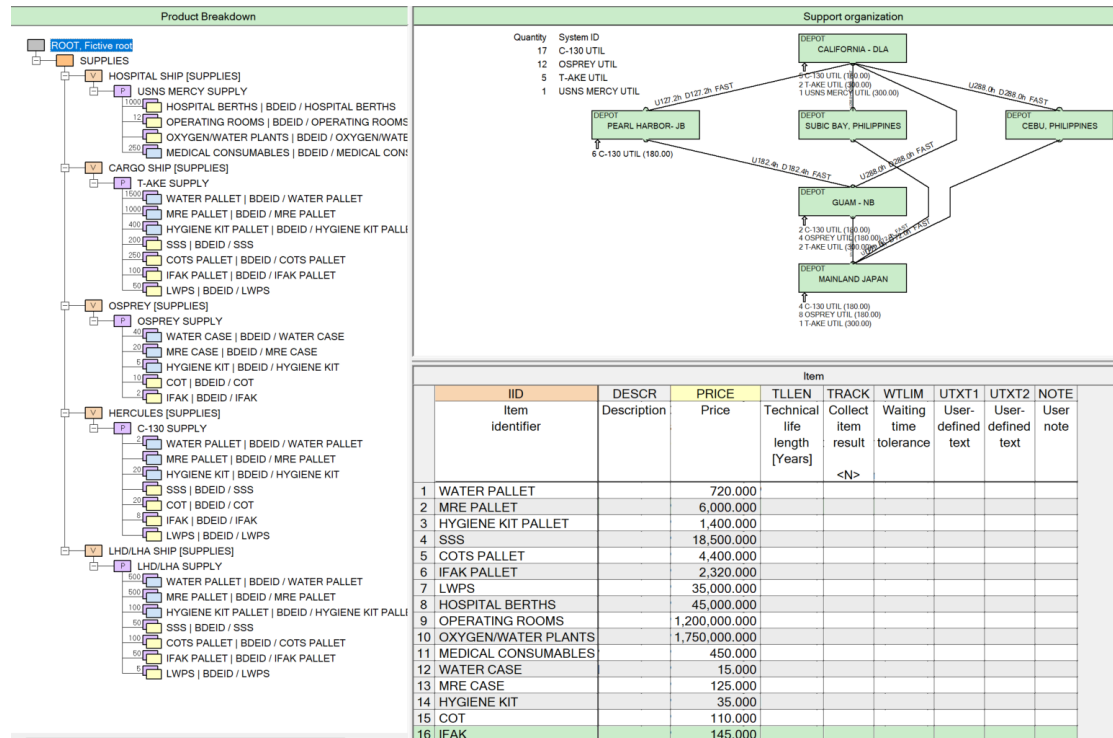 Product Breakdown
ROOT, Fictive root
SUPPLIES
V HOSPITAL SHIP [SUPPLIES]
P USNS MERCY SUPPLY
1000 HOSPITAL BERTHS | BDEID / HOSPITAL BERTHS
12 OPERATING ROOMS | BDEID / OPERATING ROOMS
OXYGEN/WATER PLANTS | BDEID / OXYGEN/WATE
250 MEDICAL CONSUMABLES | BDEID / MEDICAL CONS
V CARGO SHIP [SUPPLIES]
P T-AKE SUPPLY
1500 WATER PALLET | BDEID / WATER PALLET
1000 MRE PALLET | BDEID / MRE PALLET
400 HYGIENE KIT PALLET | BDEID / HYGIENE KIT PALLI
200 SSS | BDEID / SSS
250 COTS PALLET | BDEID / COTS PALLET
100 IFAK PALLET | BDEID / IFAK PALLET
50 LWPS | BDEID / LWPS
V OSPREY [SUPPLIES]
P OSPREY SUPPLY
40 WATER CASE | BDEID / WATER CASE
20 MRE CASE | BDEID / MRE CASE
5 HYGIENE KIT | BDEID / HYGIENE KIT
10 COT | BDEID / COT
2 IFAK | BDEID / IFAK
V HERCULES [SUPPLIES]
P C-130 SUPPLY
2 WATER PALLET | BDEID / WATER PALLET
MRE PALLET | BDEID / MRE PALLET
20 HYGIENE KIT | BDEID / HYGIENE KIT
SSS | BDEID / SSS
20 COT | BDEID / COT
8 IFAK | BDEID / IFAK
LWPS | BDEID / LWPS
V LHD/LHA SHIP [SUPPLIES]
P LHD/LHA SUPPLY
500 WATER PALLET | BDEID / WATER PALLET
500 MRE PALLET | BDEID / MRE PALLET
100 HYGIENE KIT PALLET | BDEID / HYGIENE KIT PALLI
50 SSS | BDEID / SSS
100 COTS PALLET | BDEID / COTS PALLET
50 IFAK PALLET | BDEID / IFAK PALLET
5 LWPS | BDEID / LWPS
Support organization
Quantity System ID
17 C-130 UTIL
12 OSPREY UTIL
5 T-AKE UTIL
1 USNS MERCY UTIL
DEPOT
CALIFORNIA - DLA
5 C-130 UTIL (180.00)
2 T-AKE UTIL (300.00)
1 USNS MERCY UTIL (300.00)
U127.2h D127.2h FAST
U288.0h D288.0h FAST
DEPOT
PEARL HARBOR- JB
6 C-130 UTIL (180.00)
DEPOT
SUBIC BAY, PHILIPPINES
DEPOT
CEBU, PHILIPPINES
U182.4h D182.4h FAST
U288.0h D288.0h FAST
DEPOT
GUAM - NB
2 C-130 UTIL (180.00)
4 OSPREY UTIL (180.00)
2 T-AKE UTIL (300.00)
FAST
DEPOT
MAINLAND JAPAN
4 C-130 UTIL (180.00)
8 OSPREY UTIL (180.00)
1 T-AKE UTIL (300.00)
Item
IID DESCR PRICE TLLEN TRACK WTLIM UTXT1 UTXT2 NOTE
Item Description Price Technical Collect Waiting User- User- User
identifier life item time defined defined note
length result tolerance text text
[Years]
<N>
1 WATER PALLET 720.000
2 MRE PALLET 6,000.000
3 HYGIENE KIT PALLET 1,400.000
4 SSS 18,500.000
5 COTS PALLET 4,400.000
6 IFAK PALLET 2,320.000
7 LWPS 35,000.000
8 HOSPITAL BERTHS 45,000.000
9 OPERATING ROOMS 1,200,000.000
10 OXYGEN/WATER PLANTS 1,750,000.000
11 MEDICAL CONSUMABLES 450.000
12 WATER CASE 15.000
13 MRE CASE 125.000
14 HYGIENE KIT 35.000
15 COT 110.000
16 IFAK 145.000